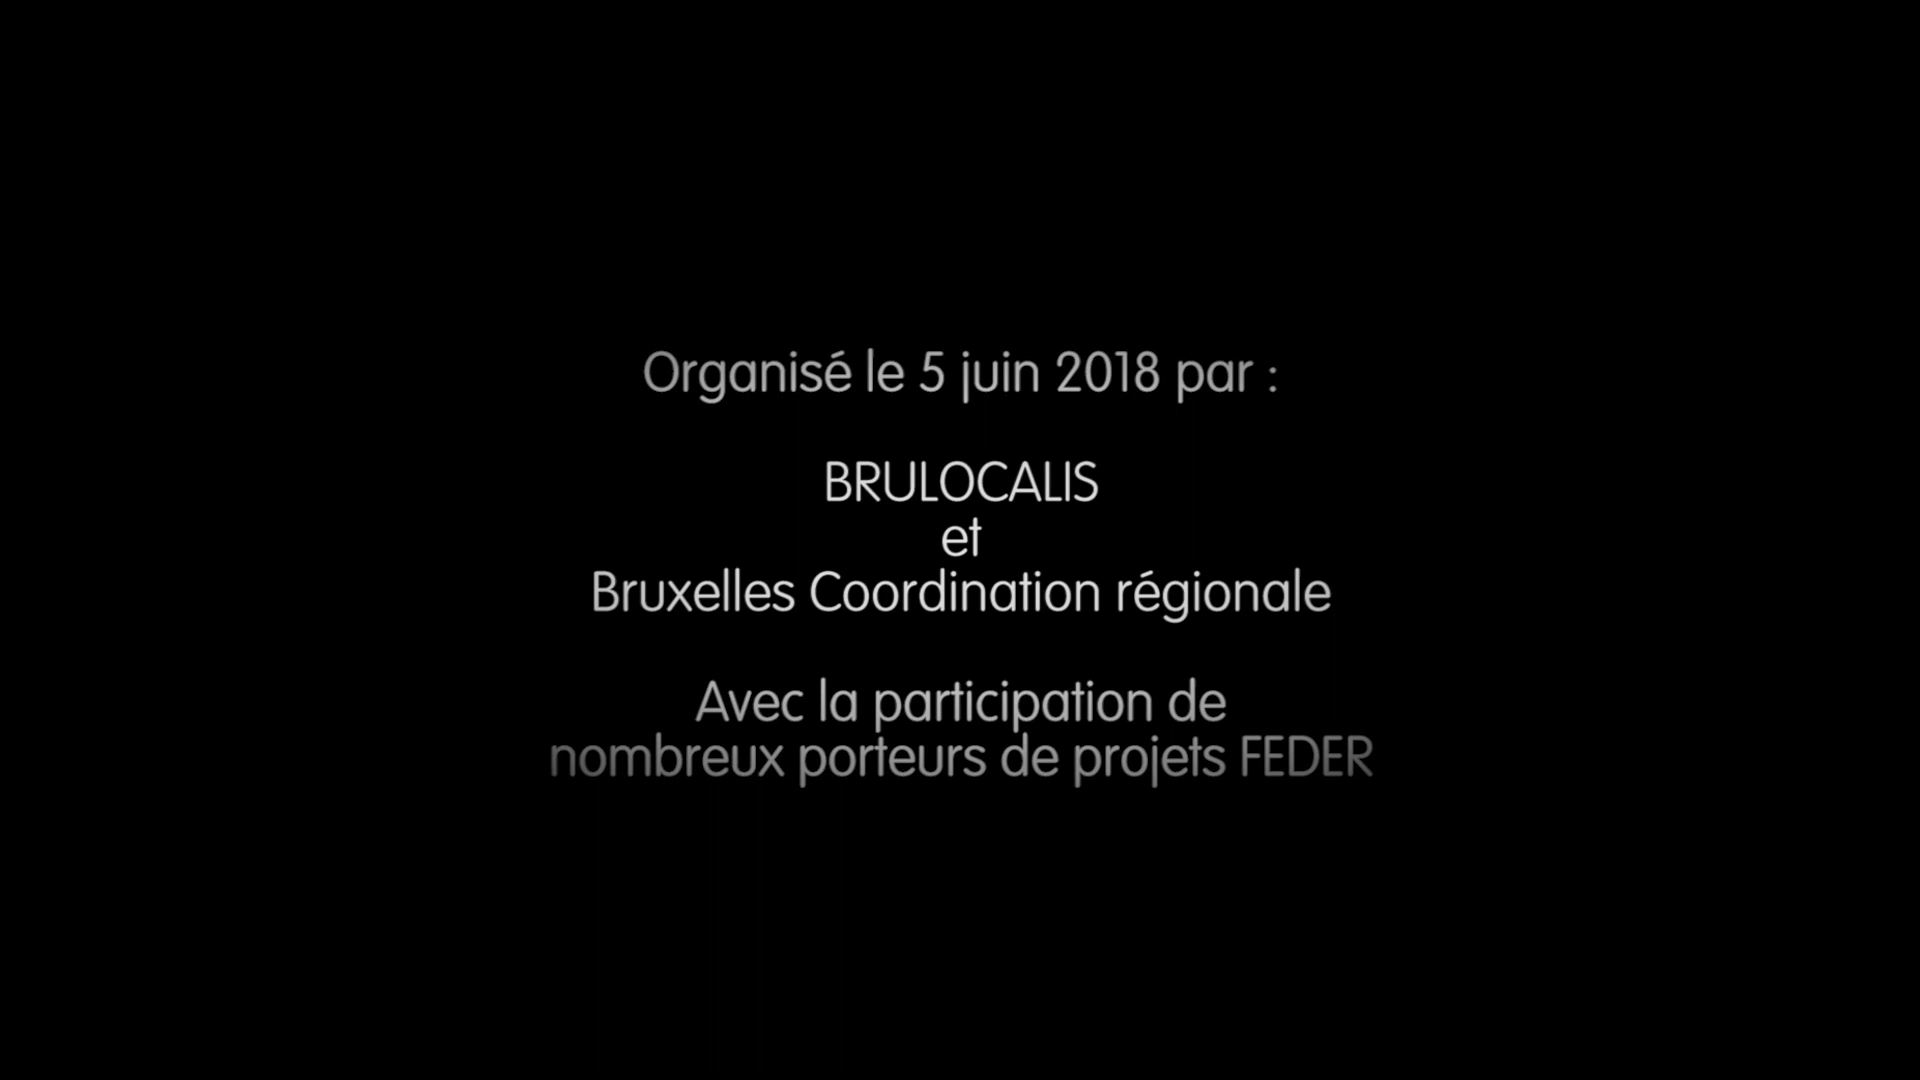 Organisé le 5 juin 2018 par :
BRULOCALIS
et
Bruxelles Coordination régionale
Avec la participation de
nombreux porteurs de projets FEDER